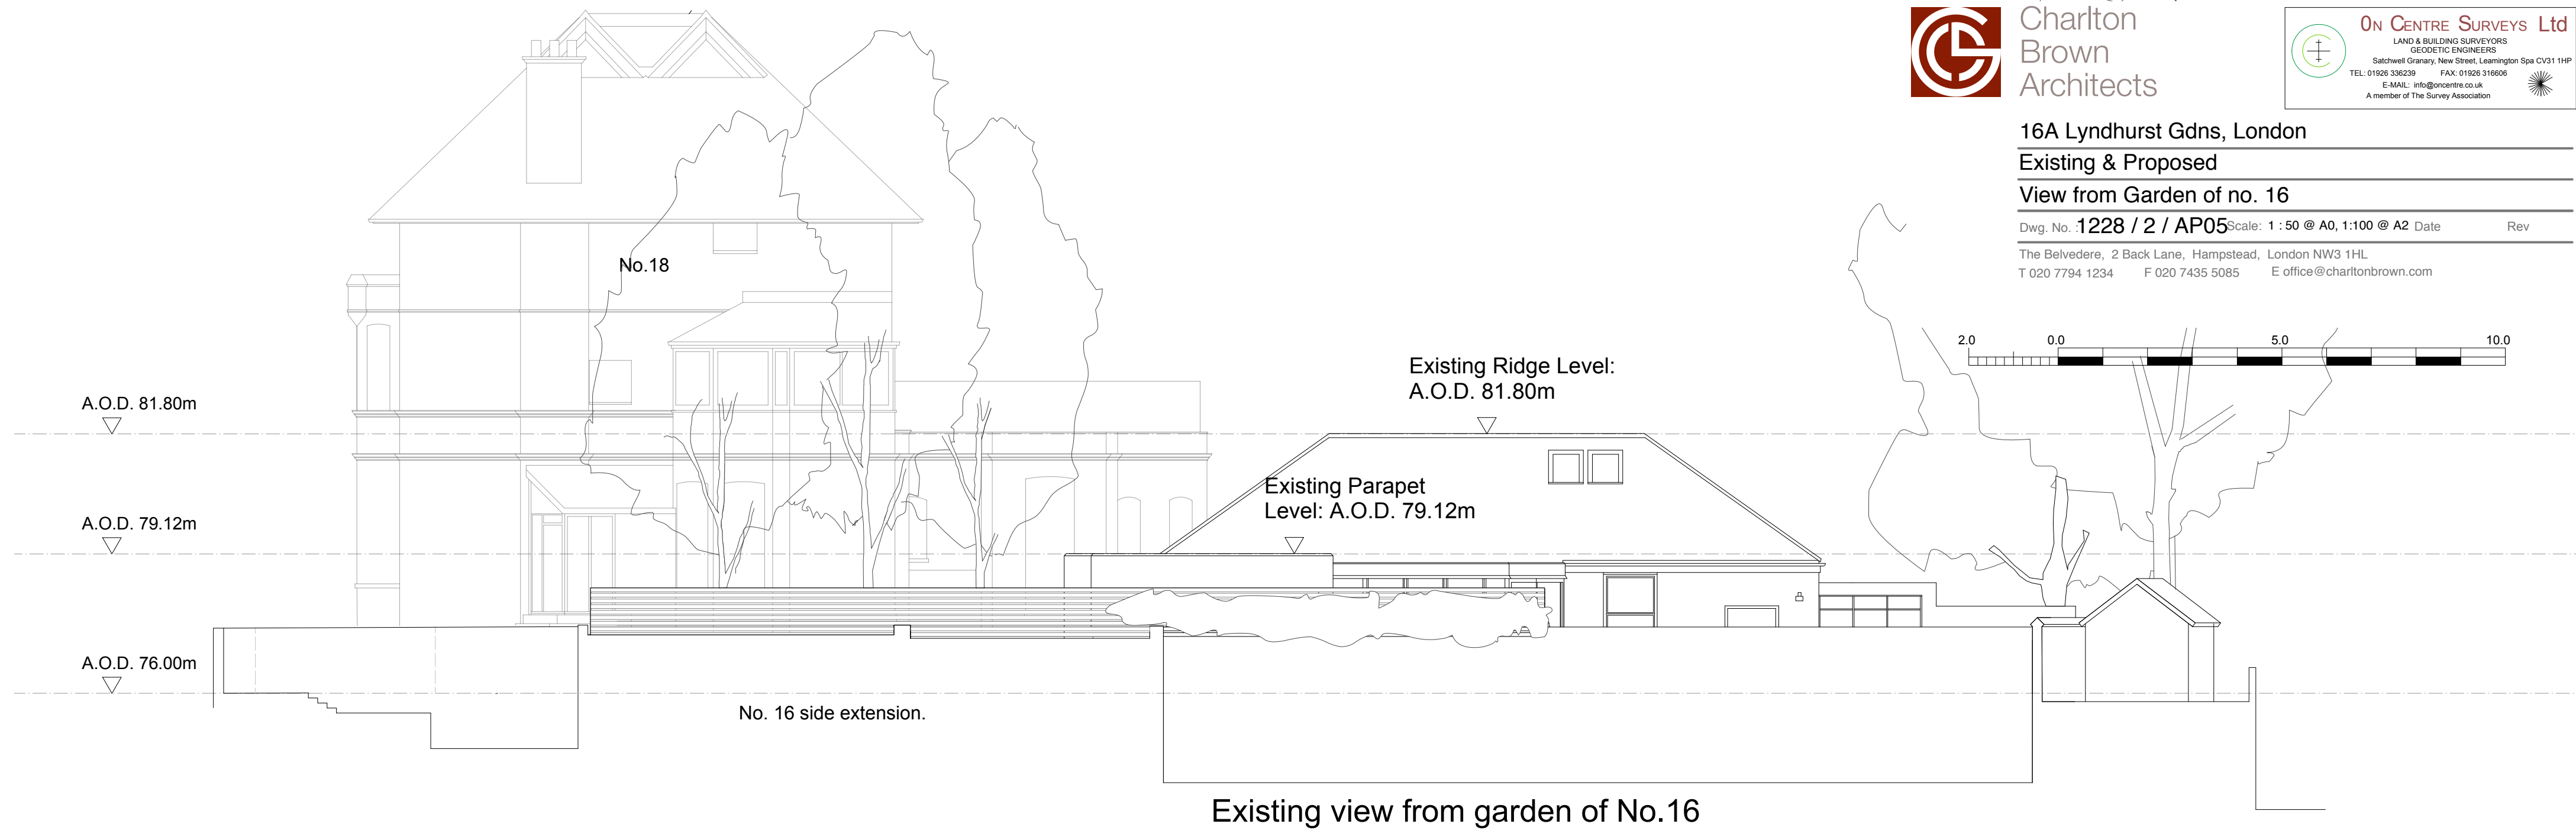 Charlton
Brown
Architects
0N CENTRE SURVEYS Ltd
LAND & BUILDING SURVEYORS
GEODETIC ENGINEERS
Satchwell Granary, New Street, Leamington Spa CV31 1HP
TEL: 01926 336239 FAX: 01926 316606
E-MAIL: info@oncentre.co.uk
A member of The Survey Association
16A Lyndhurst Gdns, London
Existing & Proposed
View from Garden of no. 16
Dwg. No. : 1228 / 2 / AP05 Scale: 1 : 50 @ A0, 1:100 @ A2 Date Rev
The Belvedere, 2 Back Lane, Hampstead, London NW3 1HL
T 020 7794 1234 F 020 7435 5085 E office@charltonbrown.com
2.0 0.0 5.0 10.0
No.18
Existing Ridge Level:
A.O.D. 81.80m
A.O.D. 81.80m
Existing Parapet
Level: A.O.D. 79.12m
A.O.D. 79.12m
A.O.D. 76.00m
No. 16 side extension.
Existing view from garden of No.16